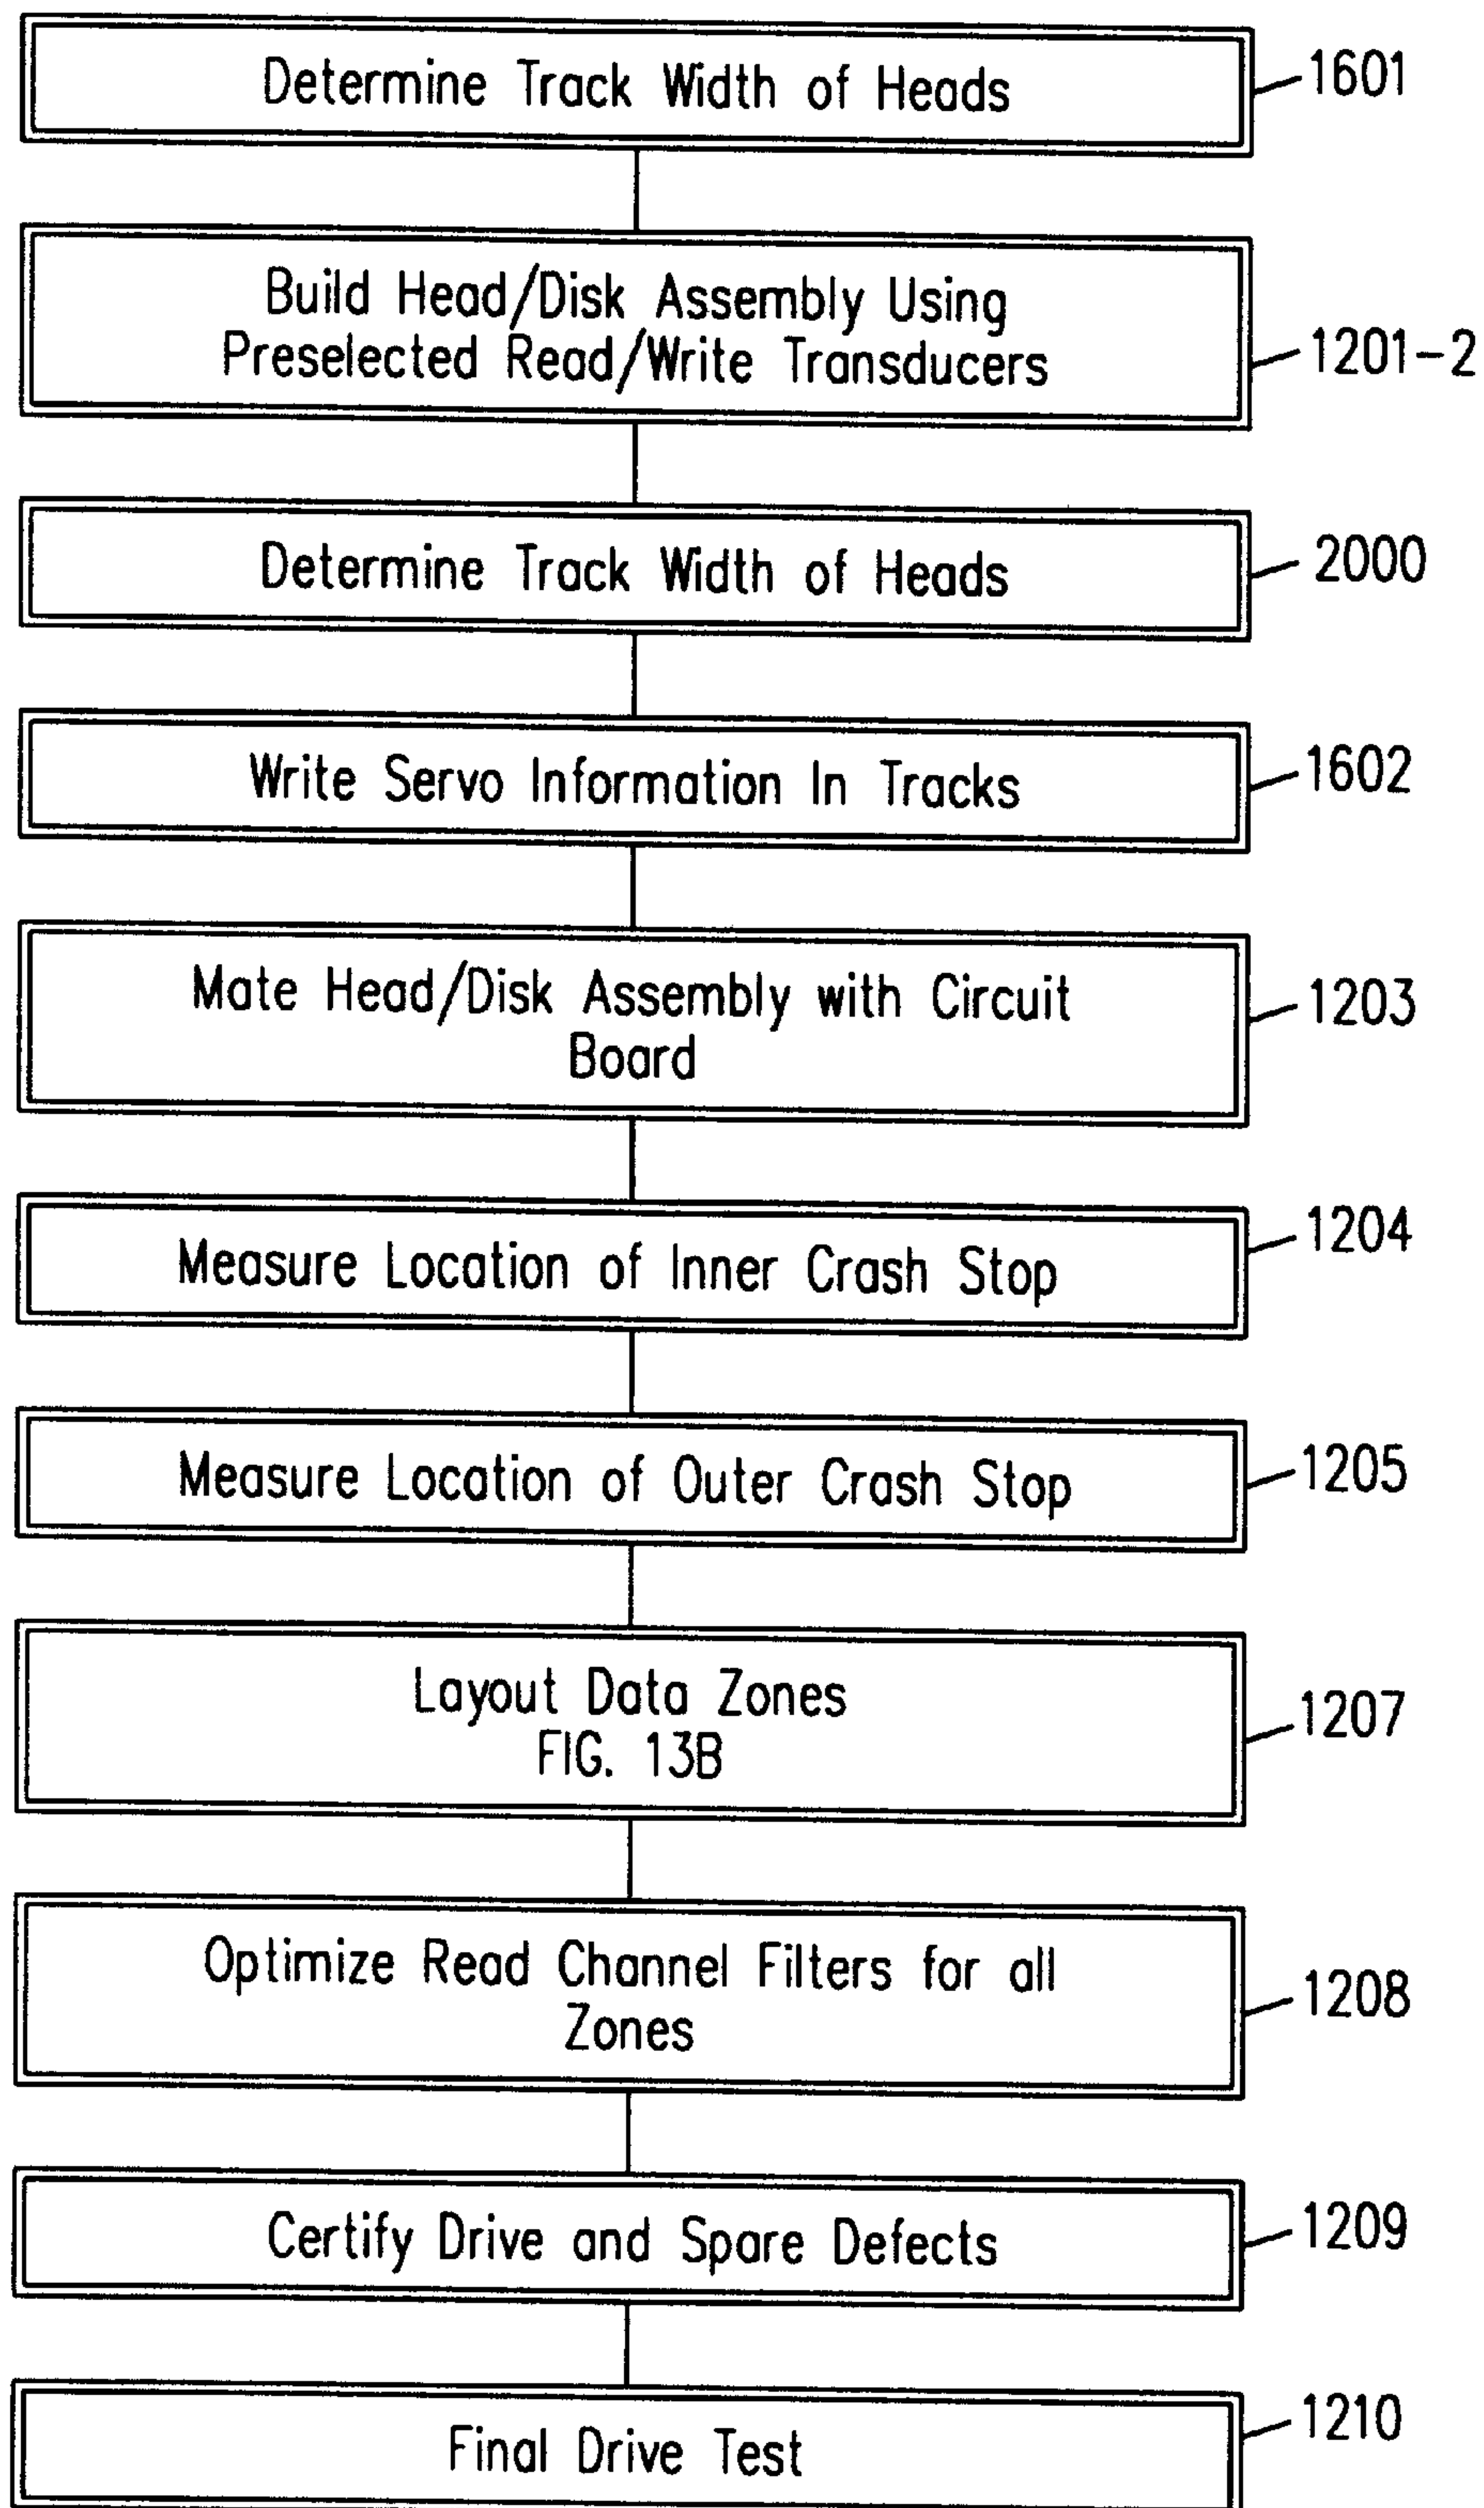 Determine Track Width of Heads
1601
Build Head/Disk Assembly Using
Preselected Read/Write Transducers
1201-2
Determine Track Width of Heads
2000
Write Servo Information In Tracks
1602
Mate Head/Disk Assembly with Circuit
Board
1203
Measure Location of Inner Crash Stop
1204
Measure Location of Outer Crash Stop
1205
Layout Data Zones
FIG. 13B
1207
Optimize Read Channel Filters for all
Zones
1208
Certify Drive and Spare Defects
1209
Final Drive Test
1210